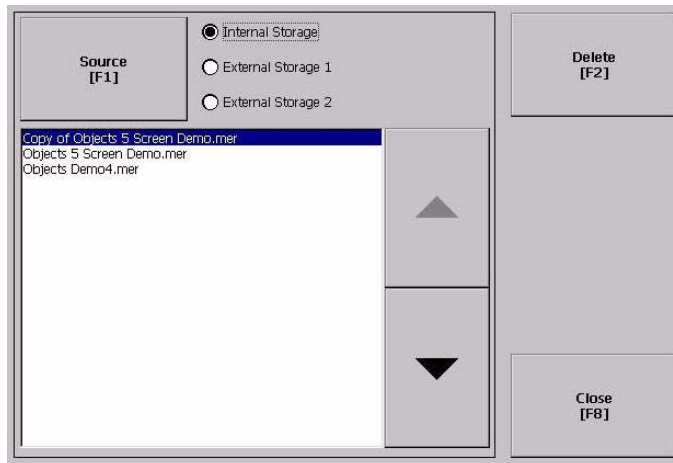 Source
[F1]
Internal Storage
External Storage 1
External Storage 2
Delete
[F2]
Copy of Objects 5 Screen Demo.mer
Objects 5 Screen Demo.mer
Objects Demo4.mer
Close
[F8]